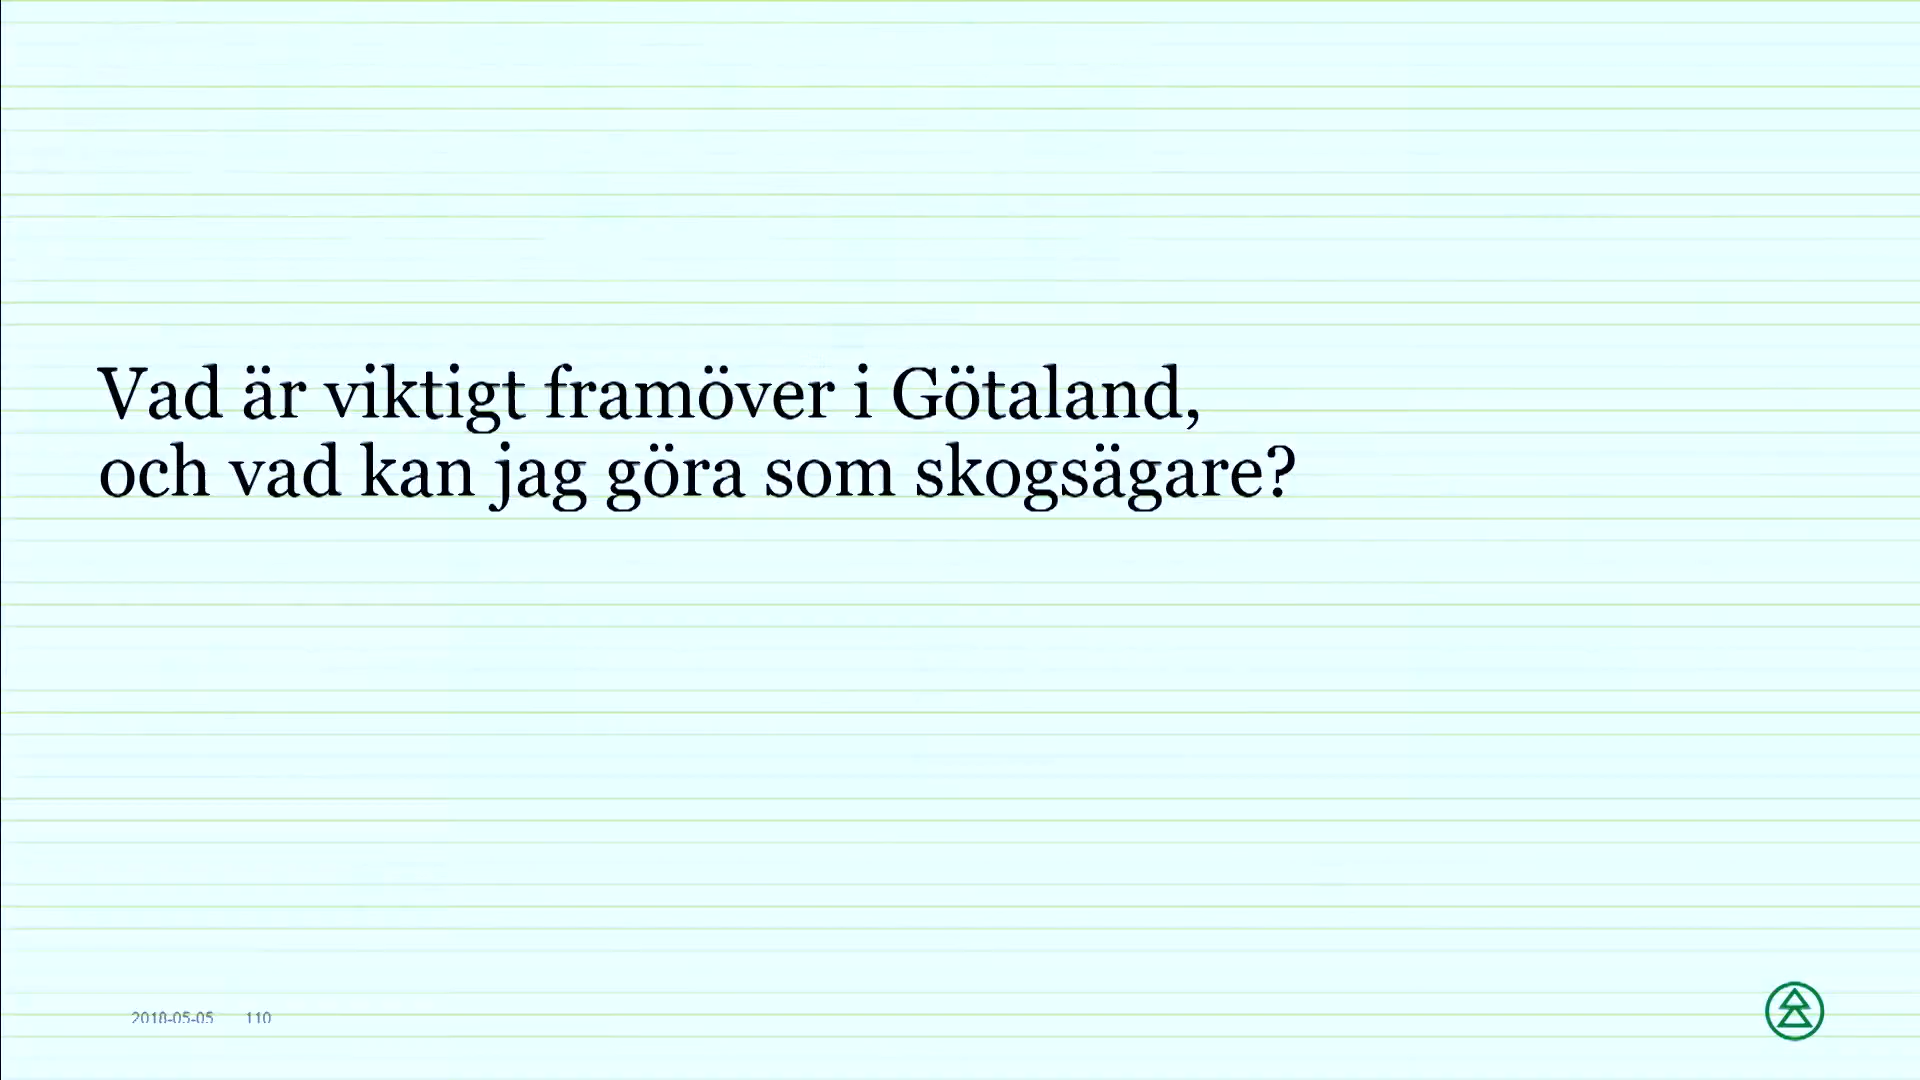 Vad är viktigt framöver i Götaland,
och vad kan jag göra som skogsägare?
2018-05-05 110